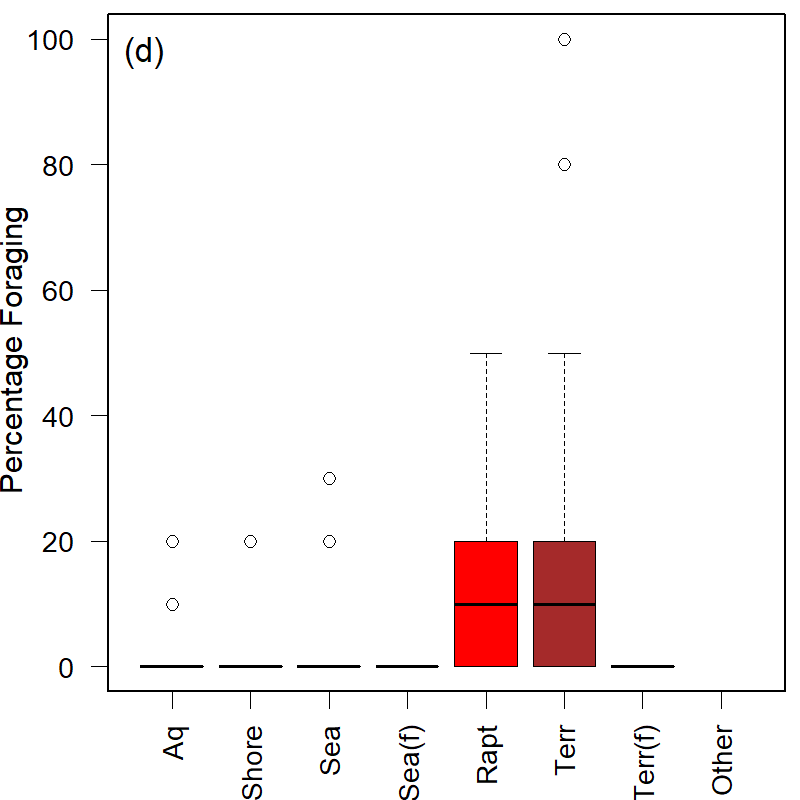 (d)
Percentage Foraging
100
80
60
40
20
0
Aq
Shore
Sea
Sea(f)
Rapt
Terr
Terr(f)
Other